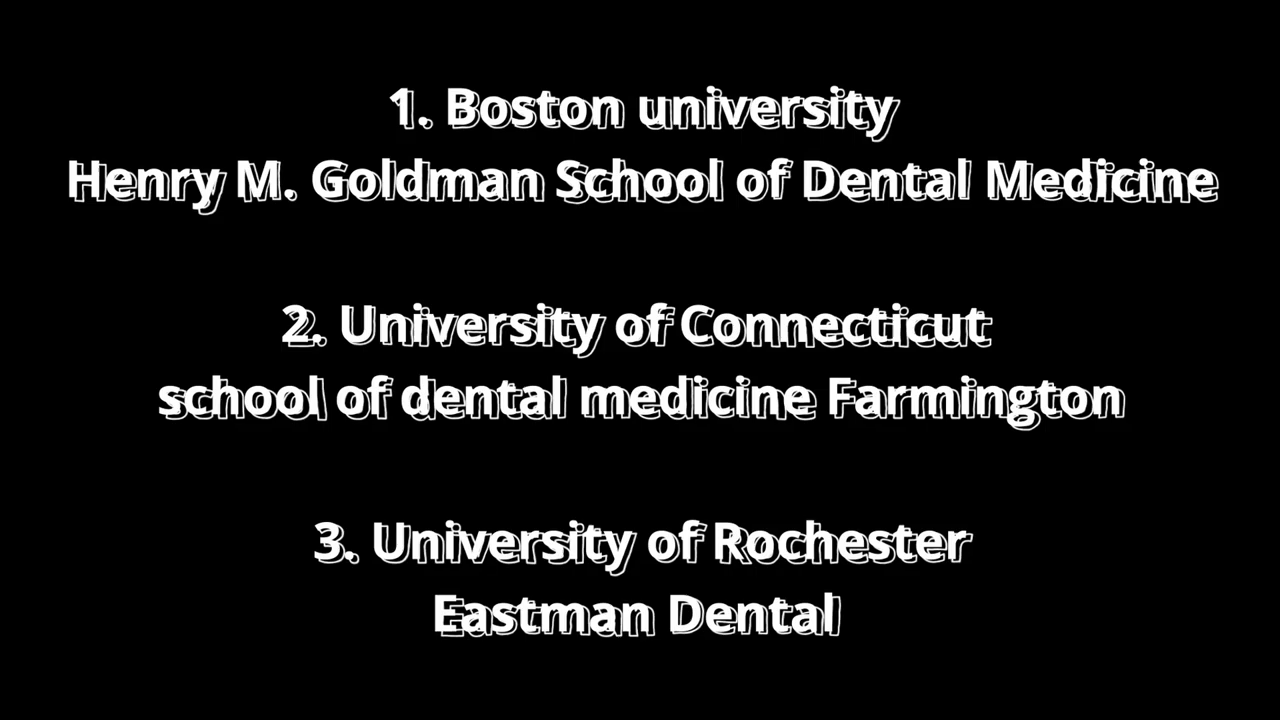 1. Boston university
Henry M. Goldman School of Dental Medicine
2. University of Connecticut
school of dental medicine Farmington
3. University of Rochester
Eastman Dental